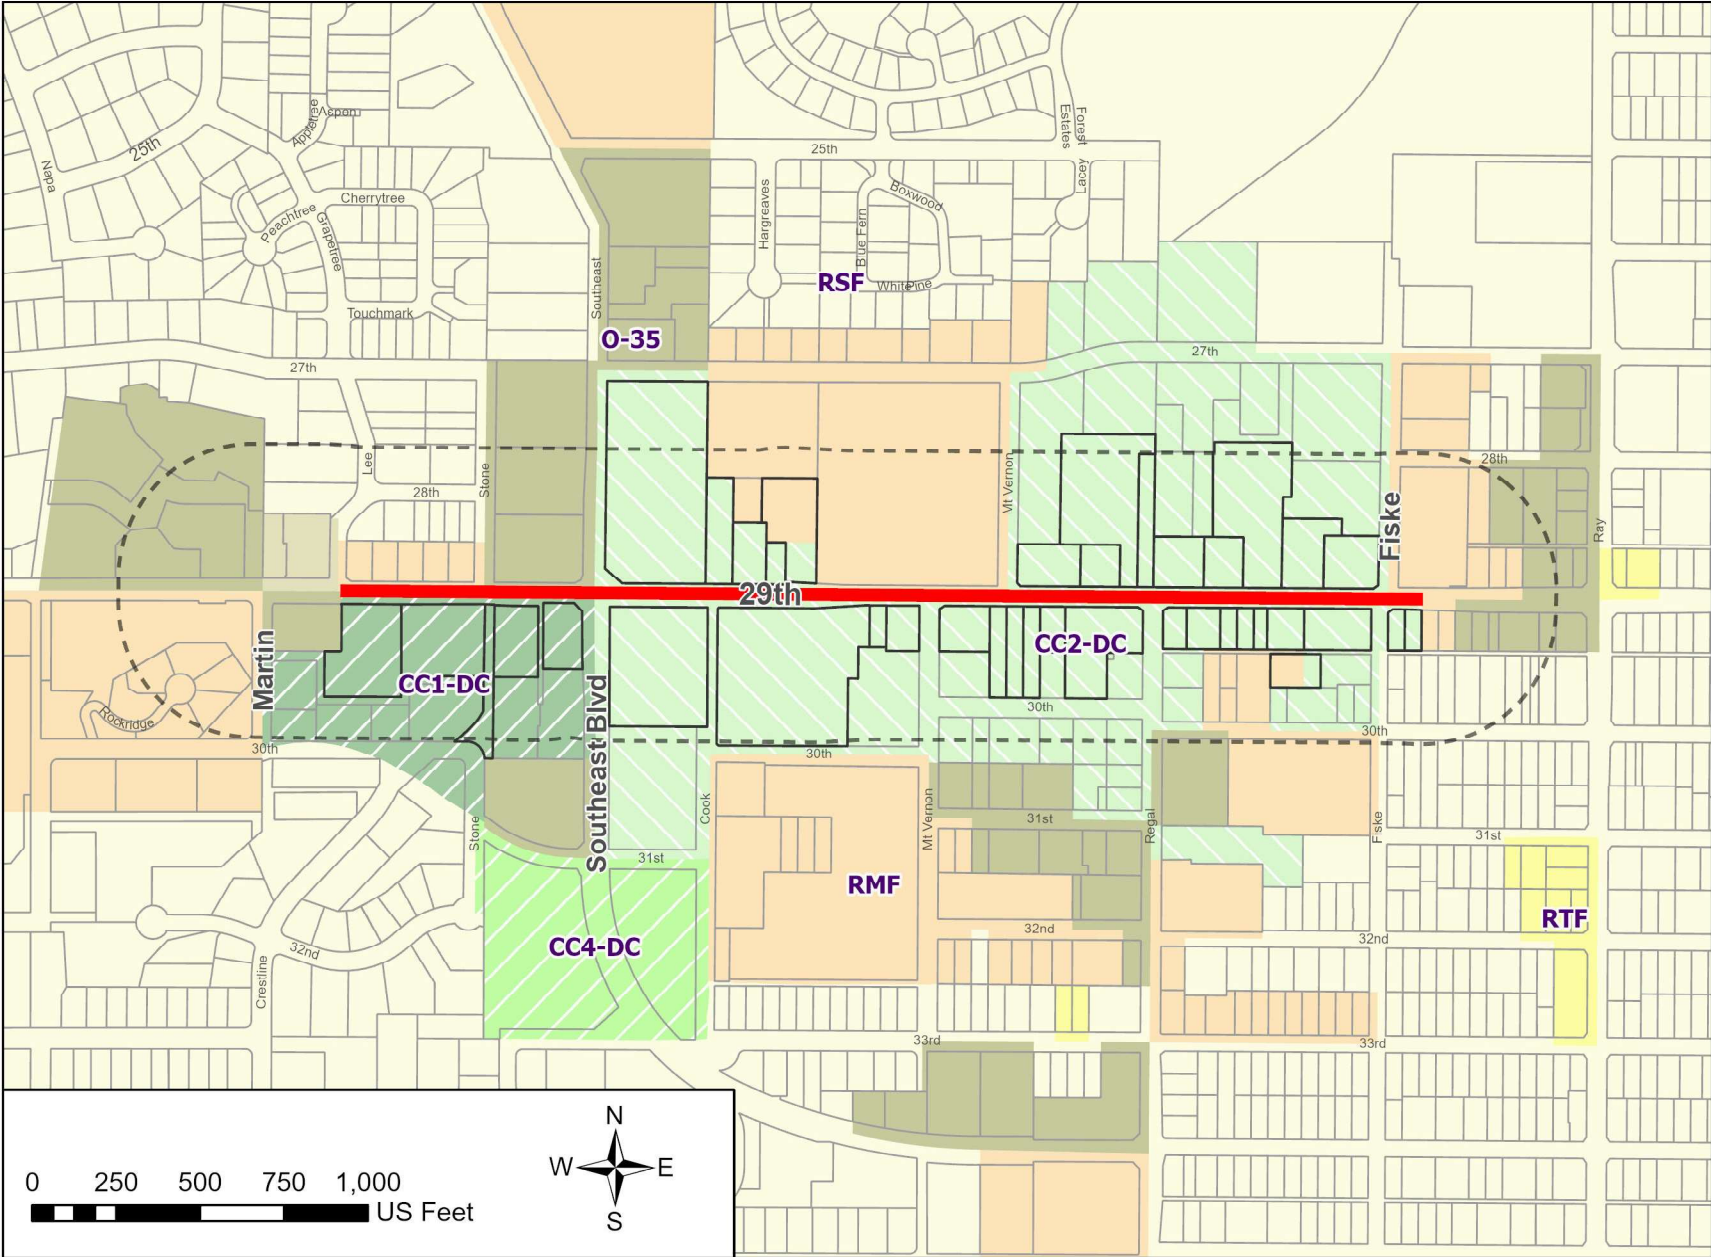 25th
Napa
Appletree
Aspen
Peachtree
Grapetree
Cherrytree
Touchmark
27th
Lee
28th
Stone
Southeast
O-35
25th
Hargreaves
Blue Fern
Boxwood
White Pine
RSF
Forest
Estates
Lacey
27th
Mt Vernon
Fiske
28th
Ray
29th
Martin
CC1-DC
CC2-DC
Rockridge
30th
Southeast Blvd
30th
30th
30th
Stone
Cook
Mt Vernon
Regal
Fiske
31st
31st
31st
RMF
RTF
CC4-DC
32nd
32nd
32nd
Crestline
33rd
33rd
0 250 500 750 1,000
US Feet
N
W E
S